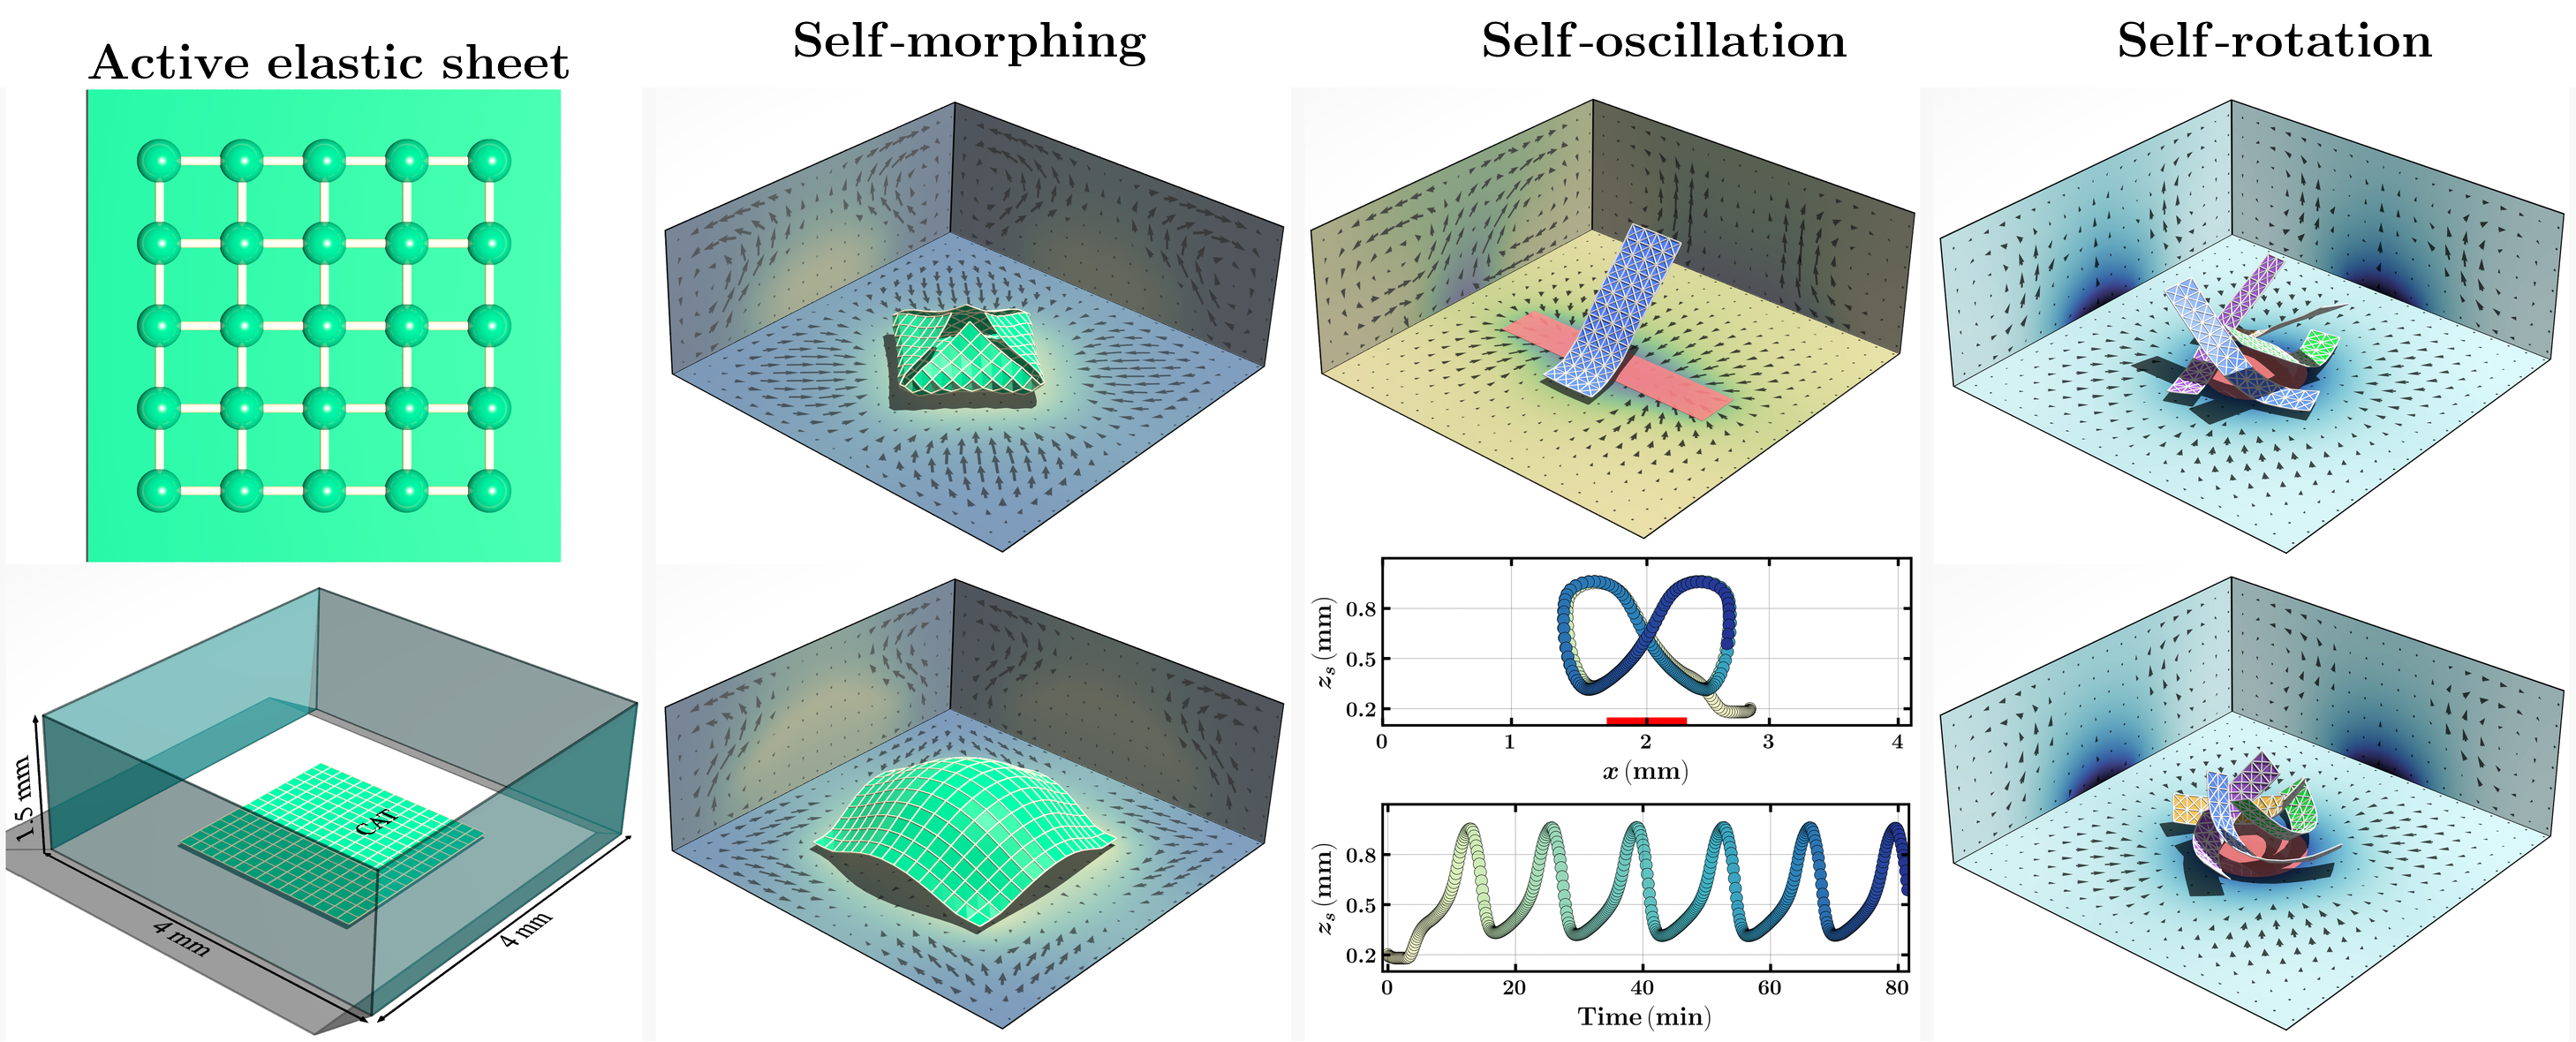 Active elastic sheet
Self-morphing
Self-oscillation
Self-rotation
CAT
1.5 mm
4 mm
4 mm
z_s (mm)
0.8
0.5
0.2
0 1 2 3 4
x (mm)
z_s (mm)
0.8
0.5
0.2
0 20 40 60 80
Time (min)